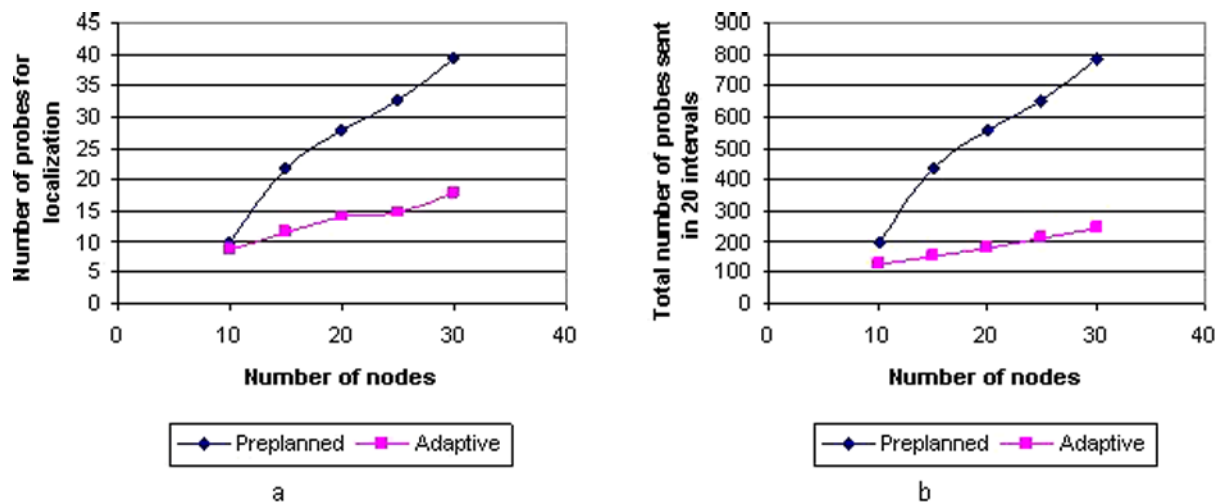 Number of probes for
localization
45
40
35
30
25
20
15
10
5
0
0 10 20 30 40
Number of nodes
Preplanned Adaptive
a
Total number of probes sent
in 20 intervals
900
800
700
600
500
400
300
200
100
0
0 10 20 30 40
Number of nodes
Preplanned Adaptive
b